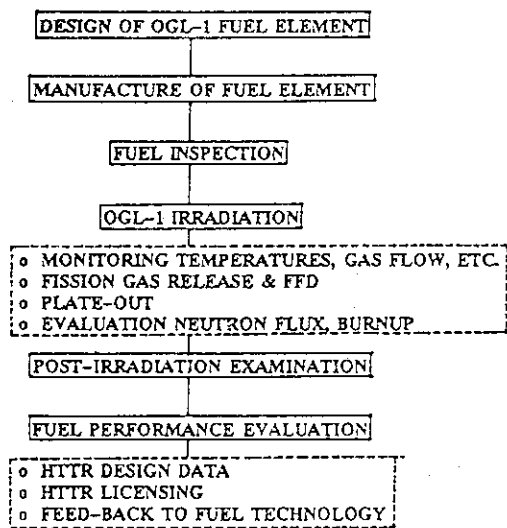 DESIGN OF OGL-1 FUEL ELEMENT
MANUFACTURE OF FUEL ELEMENT
FUEL INSPECTION
OGL-1 IRRADIATION
o MONITORING TEMPERATURES, GAS FLOW, ETC.
o FISSION GAS RELEASE & FFD
o PLATE-OUT
o EVALUATION NEUTRON FLUX, BURNUP
POST-IRRADIATION EXAMINATION
FUEL PERFORMANCE EVALUATION
o HTTR DESIGN DATA
o HTTR LICENSING
o FEED-BACK TO FUEL TECHNOLOGY